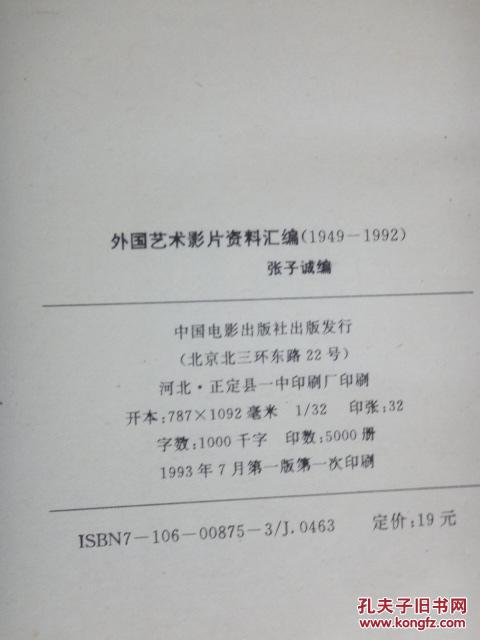 外国艺术影片资料汇编(1949－1992)
张子诚编
中国电影出版社出版发行
(北京北三环东路22号)
河北·正定县一中印刷厂印刷
开本:787×1092毫米 1/32 印张:32
字数:1000千字 印数:5000册
1993年7月第一版第一次印刷
ISBN7—106—00875—3/J.0463 定价:19元
孔夫子旧书网
www.kongfz.com